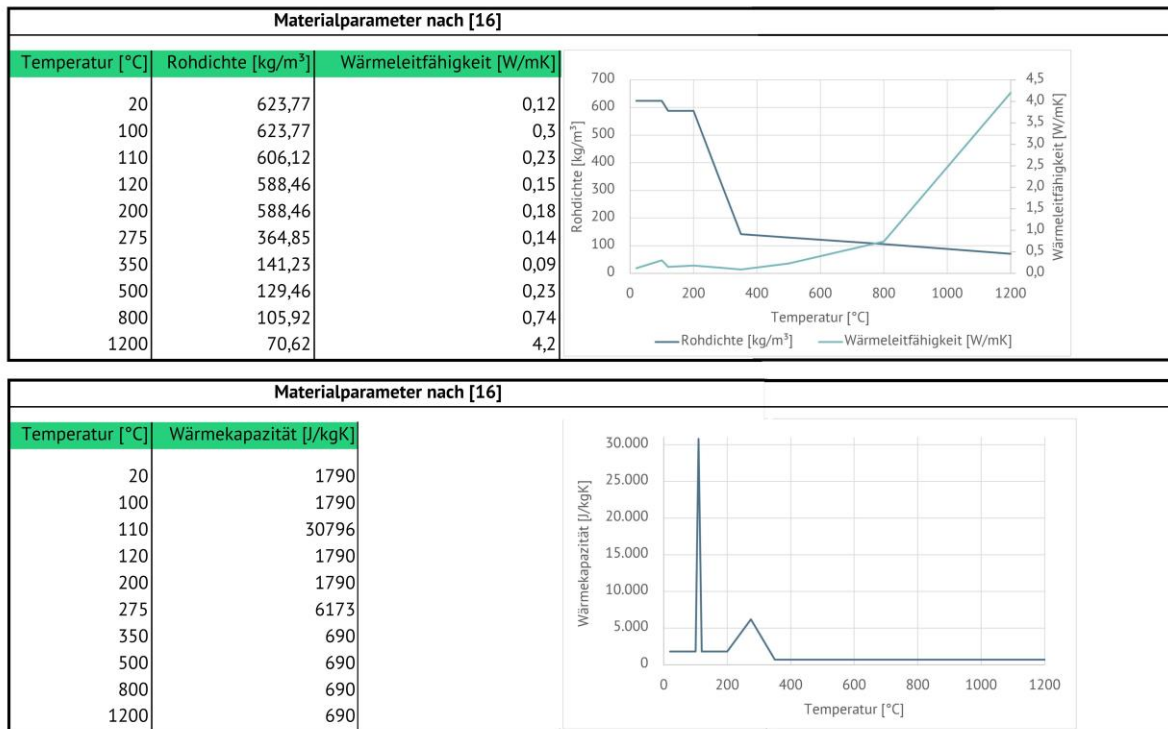 Materialparameter nach [16]
Temperatur [°C] Rohdichte [kg/m³] Wärmeleitfähigkeit [W/mK]
20 623,77 0,12
100 623,77 0,3
110 606,12 0,23
120 588,46 0,15
200 588,46 0,18
275 364,85 0,14
350 141,23 0,09
500 129,46 0,23
800 105,92 0,74
1200 70,62 4,2
Rohdichte [kg/m³]
700
600
500
400
300
200
100
0
4,5
4,0
3,5
3,0
2,5
2,0
1,5
1,0
0,5
0,0
Wärmeleitfähigkeit [W/mK]
0 200 400 600 800 1000 1200
Temperatur [°C]
Rohdichte [kg/m³] Wärmeleitfähigkeit [W/mK]
Materialparameter nach [16]
Temperatur [°C] Wärmekapazität [J/kgK]
20 1790
100 1790
110 30796
120 1790
200 1790
275 6173
350 690
500 690
800 690
1200 690
Wärmekapazität [J/kgK]
30.000
25.000
20.000
15.000
10.000
5.000
0
0 200 400 600 800 1000 1200
Temperatur [°C]